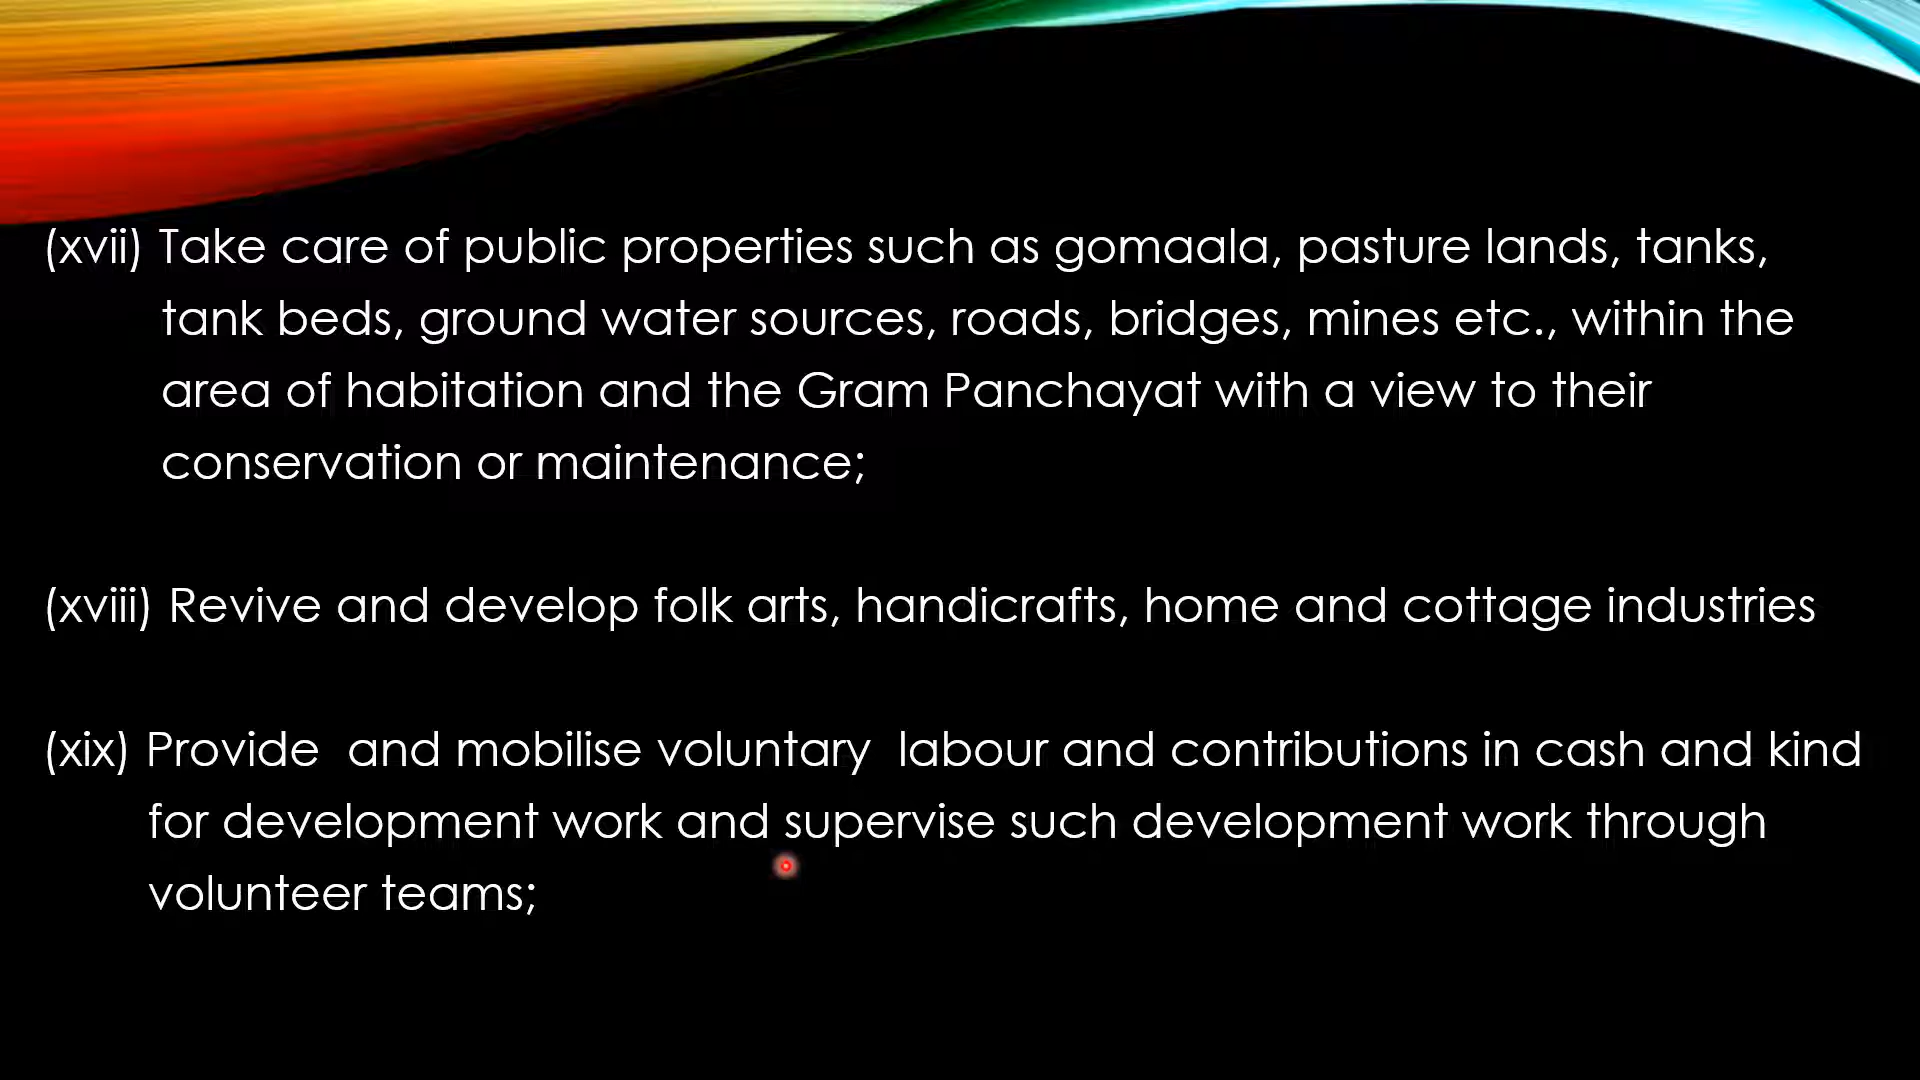 (xvii) Take care of public properties such as gomaala, pasture lands, tanks,
tank beds, ground water sources, roads, bridges, mines etc., within the
area of habitation and the Gram Panchayat with a view to their
conservation or maintenance;
(xviii) Revive and develop folk arts, handicrafts, home and cottage industries
(xix) Provide and mobilise voluntary labour and contributions in cash and kind
for development work and supervise such development work through
volunteer teams;